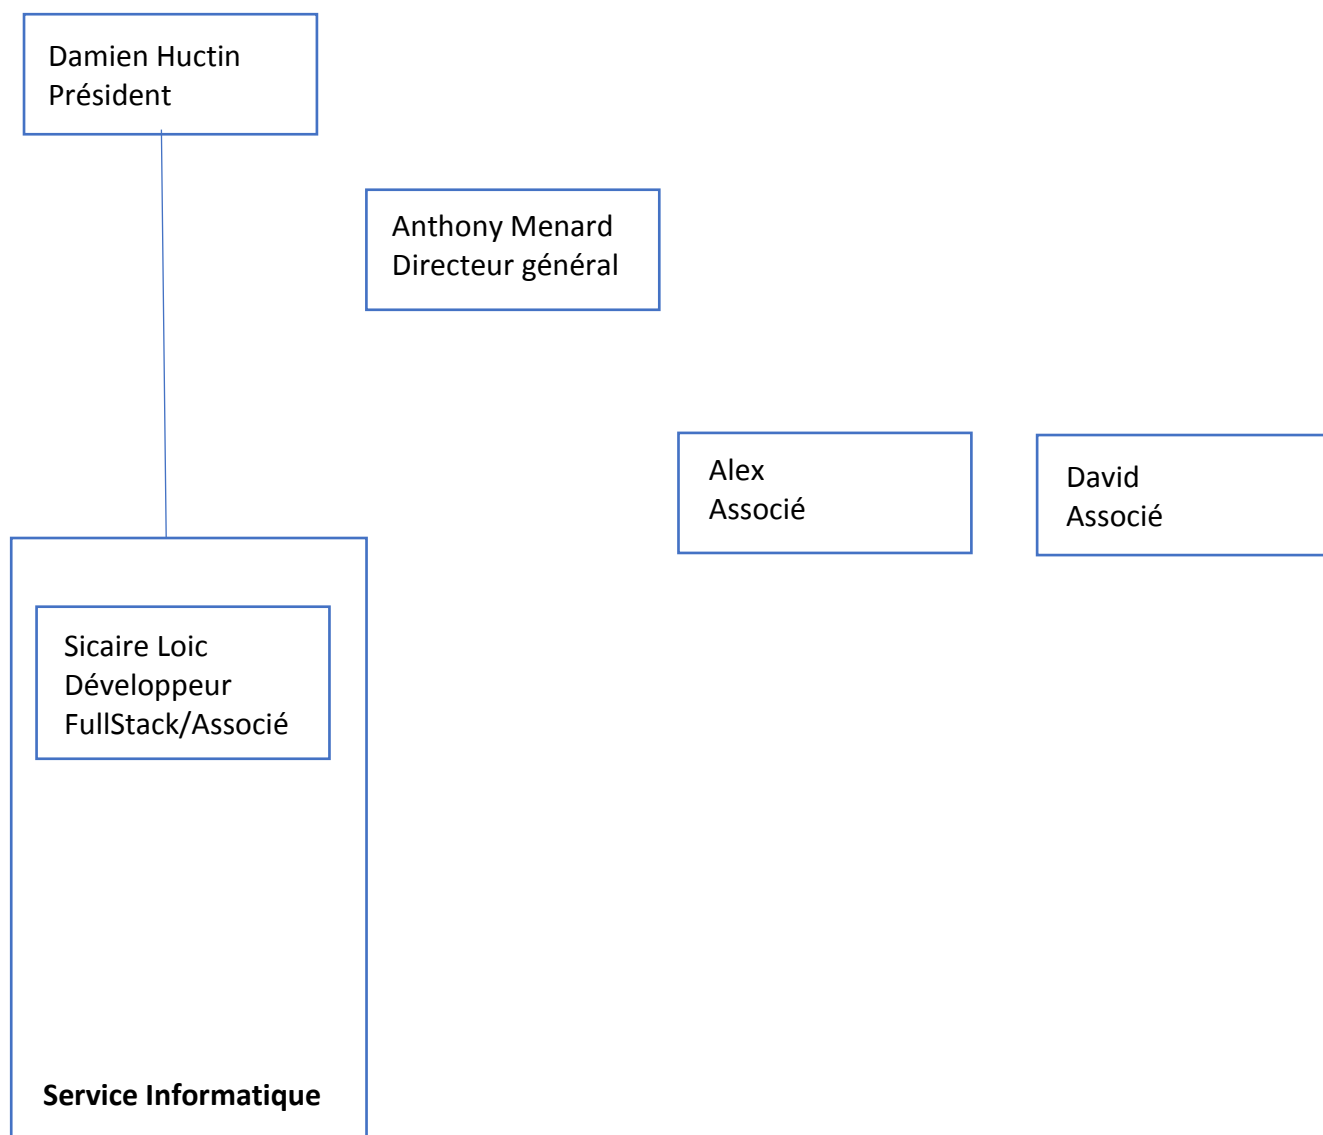 Damien Huctin
Président
Anthony Menard
Directeur général
Alex
Associé
David
Associé
Sicaire Loic
Développeur
FullStack/Associé
Service Informatique